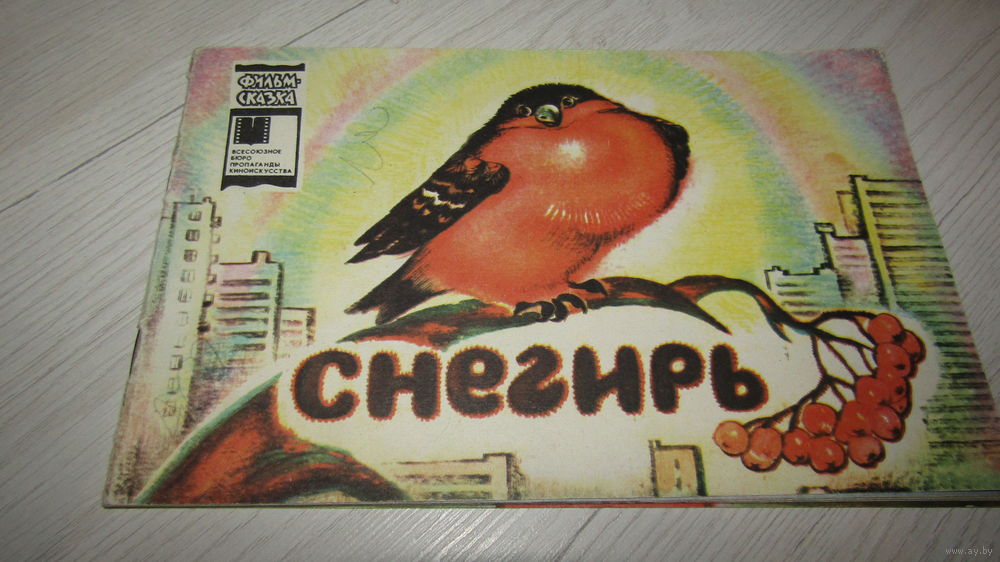 ФИЛЬМ-
СКАЗКА
ВСЕСОЮЗНОЕ
БЮРО
ПРОПАГАНДЫ
КИНОИСКУССТВА
СНЕГИРЬ
www.ay.by